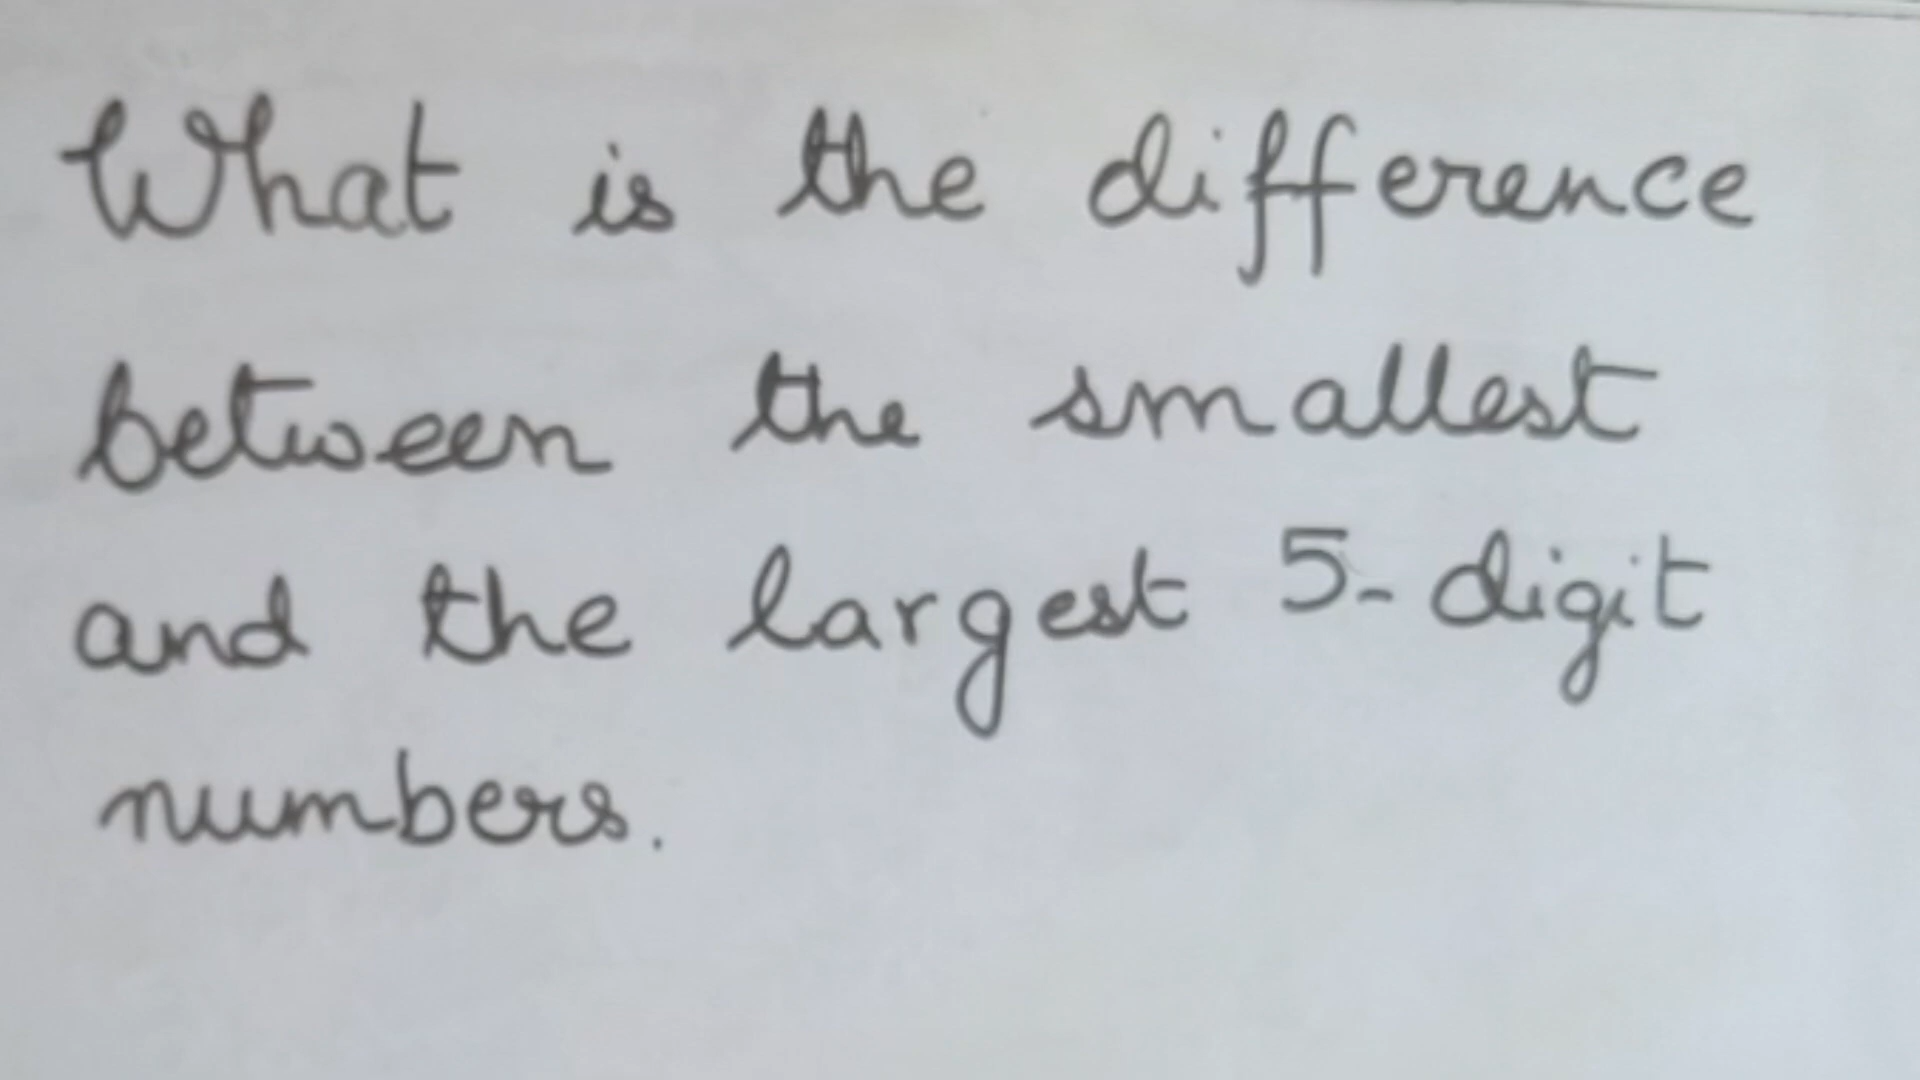 What is the difference
between the smallest
and the largest 5-digit
numbers.